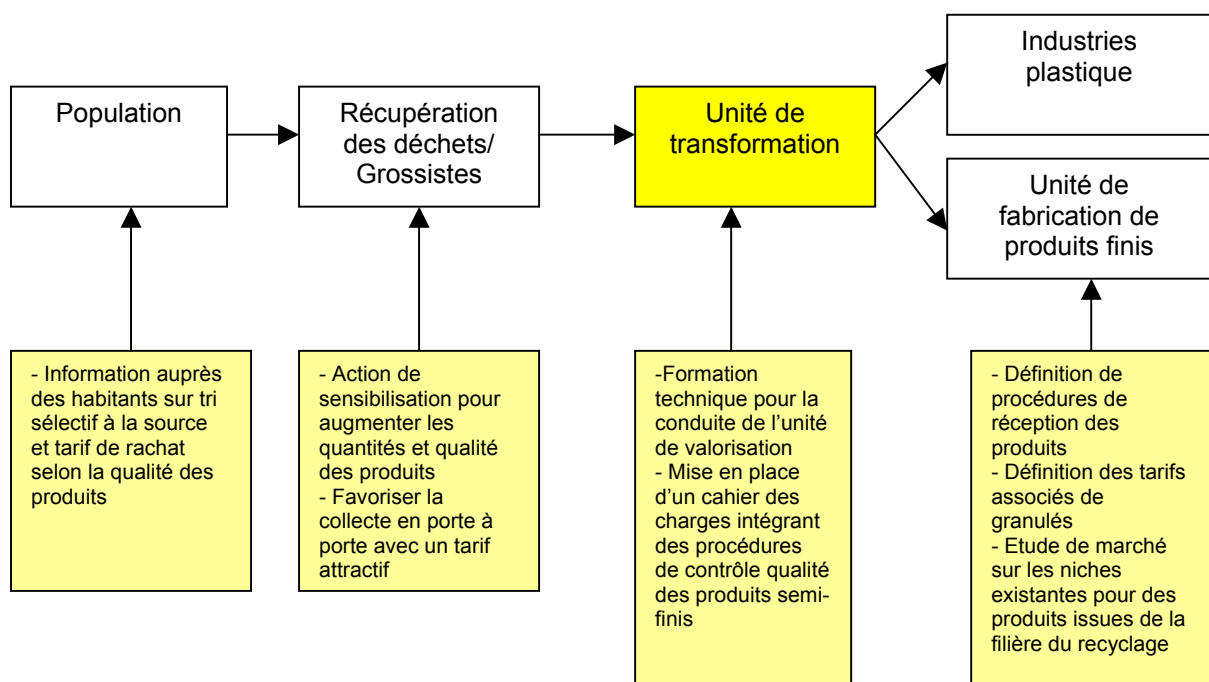 Industries
plastique
Population
Récupération
des déchets/
Grossistes
Unité de
transformation
Unité de
fabrication de
produits finis
- Information auprès
des habitants sur tri
sélectif à la source
et tarif de rachat
selon la qualité des
produits
- Action de
sensibilisation pour
augmenter les
quantités et qualité
des produits
- Favoriser la
collecte en porte à
porte avec un tarif
attractif
-Formation
technique pour la
conduite de l’unité
de valorisation
- Mise en place
d’un cahier des
charges intégrant
des procédures
de contrôle qualité
des produits semi-
finis
- Définition de
procédures de
réception des
produits
- Définition des tarifs
associés de
granulés
- Etude de marché
sur les niches
existantes pour des
produits issues de la
filière du recyclage